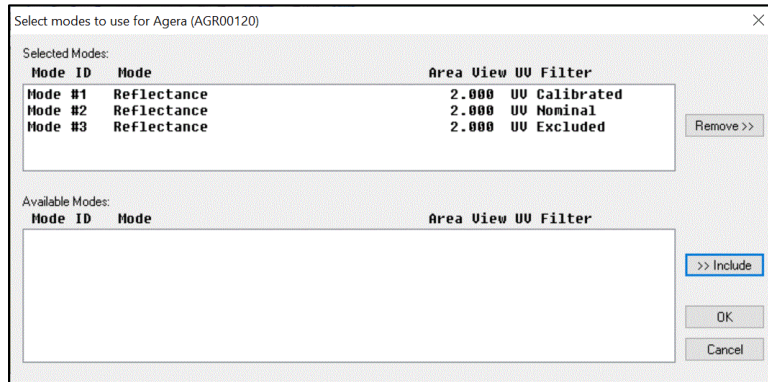 Select modes to use for Agera (AGR00120)
Selected Modes:
Mode ID Mode Area View UV Filter
Mode #1 Reflectance 2.000 UV Calibrated
Mode #2 Reflectance 2.000 UV Nominal
Mode #3 Reflectance 2.000 UV Excluded
Remove >>
Available Modes:
Mode ID Mode Area View UV Filter
>> Include
OK
Cancel